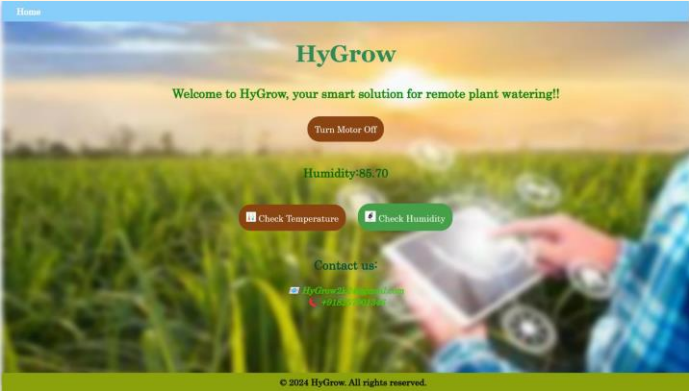 Home
HyGrow
Welcome to HyGrow, your smart solution for remote plant watering!!
Turn Motor Off
Humidity:85.70
Check Temperature
Check Humidity
Contact us:
© 2024 HyGrow. All rights reserved.